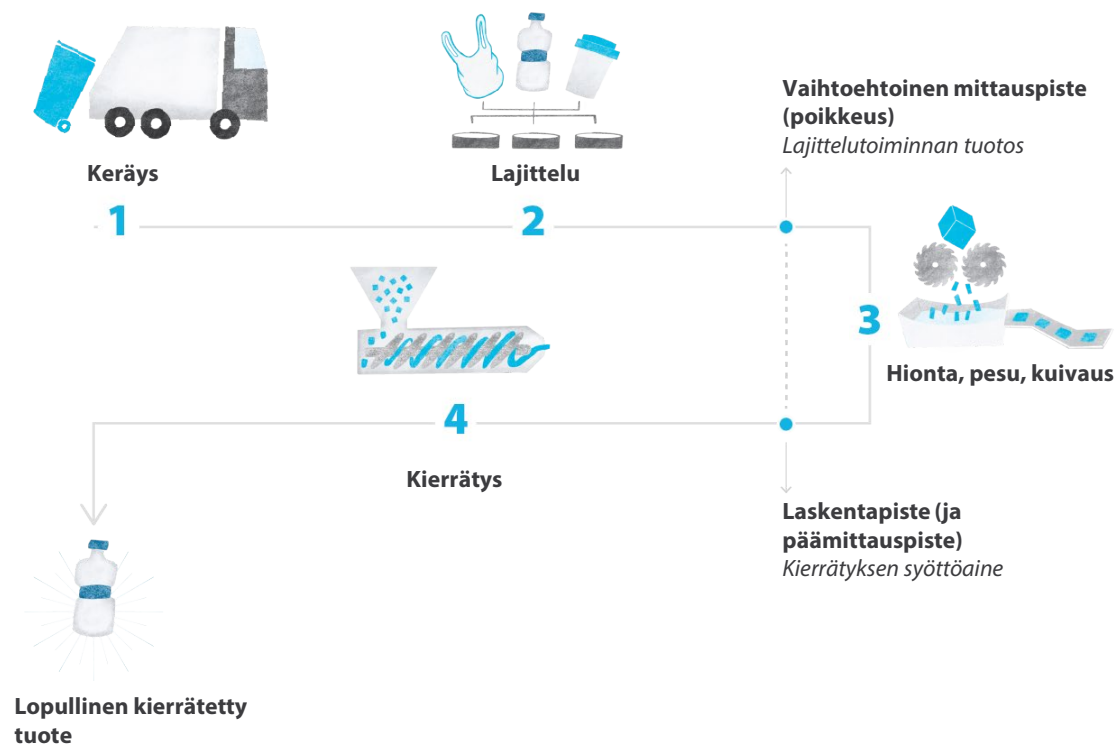 Keräys
1
Lajittelu
2
Vaihtoehtoinen mittauspiste
(poikkeus)
Lajittelutoiminnan tuotos
3
Hionta, pesu, kuivaus
4
Kierrätys
Laskentapiste (ja
päämittauspiste)
Kierrätyksen syöttöaine
Lopullinen kierrätetty
tuote